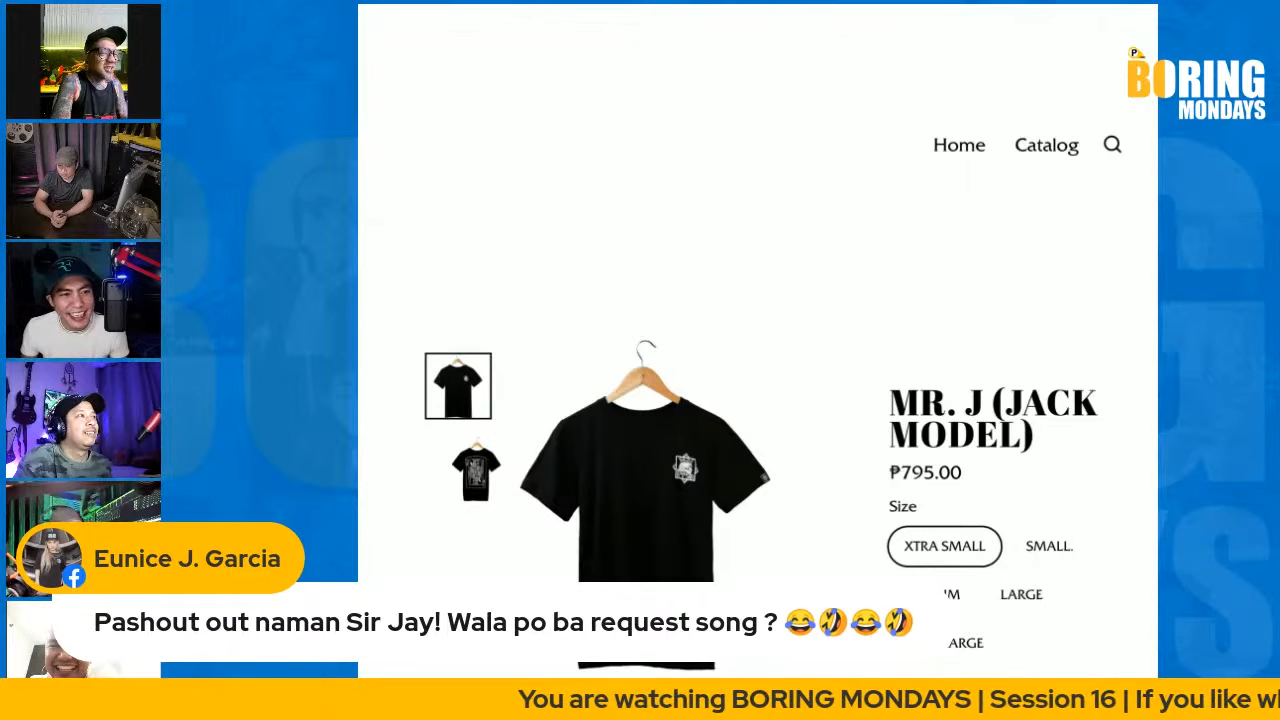 P
BORING
MONDAYS
Home Catalog
MR. J (JACK
MODEL)
₱795.00
Size
XTRA SMALL SMALL.
'M LARGE
ARGE
Eunice J. Garcia
Pashout out naman Sir Jay! Wala po ba request song ? 😂🤣😂🤣
You are watching BORING MONDAYS | Session 16 | If you like wh